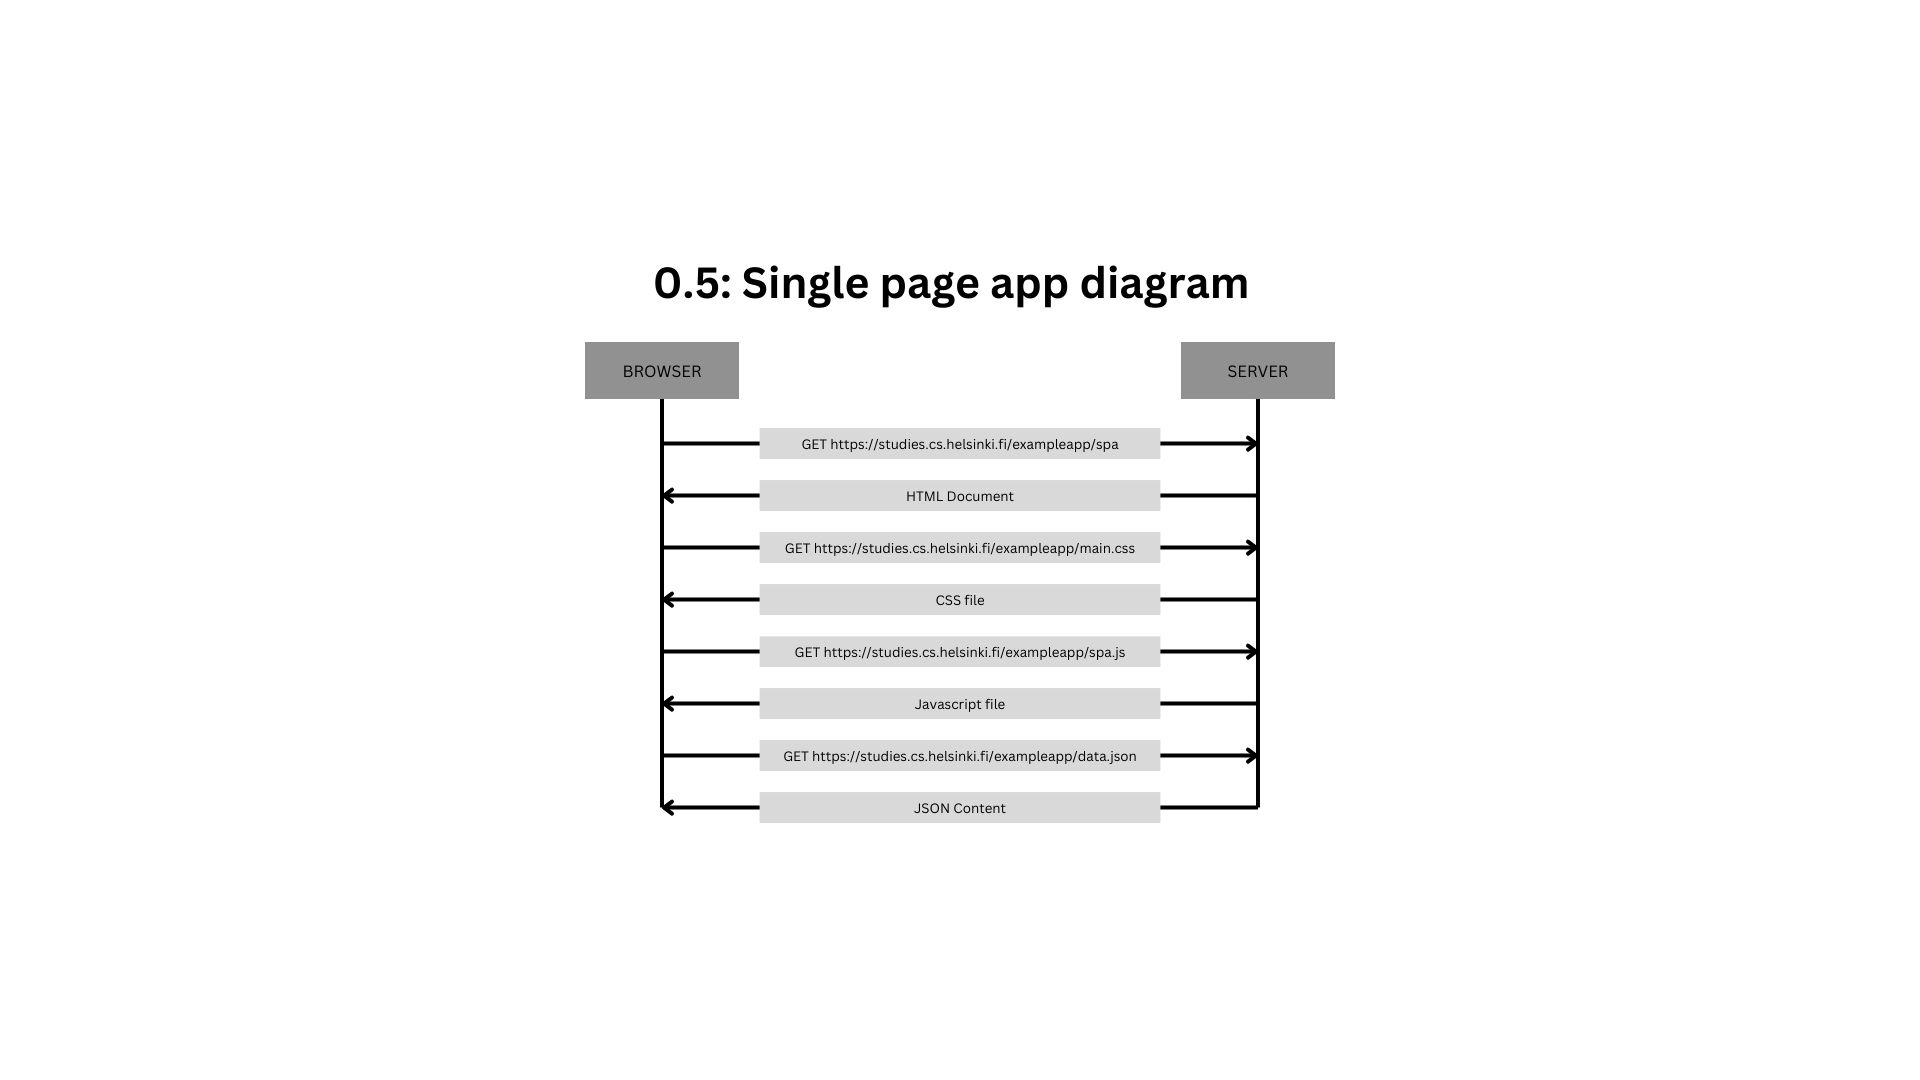 0.5: Single page app diagram
BROWSER
SERVER
GET https://studies.cs.helsinki.fi/exampleapp/spa
HTML Document
GET https://studies.cs.helsinki.fi/exampleapp/main.css
CSS file
GET https://studies.cs.helsinki.fi/exampleapp/spa.js
Javascript file
GET https://studies.cs.helsinki.fi/exampleapp/data.json
JSON Content